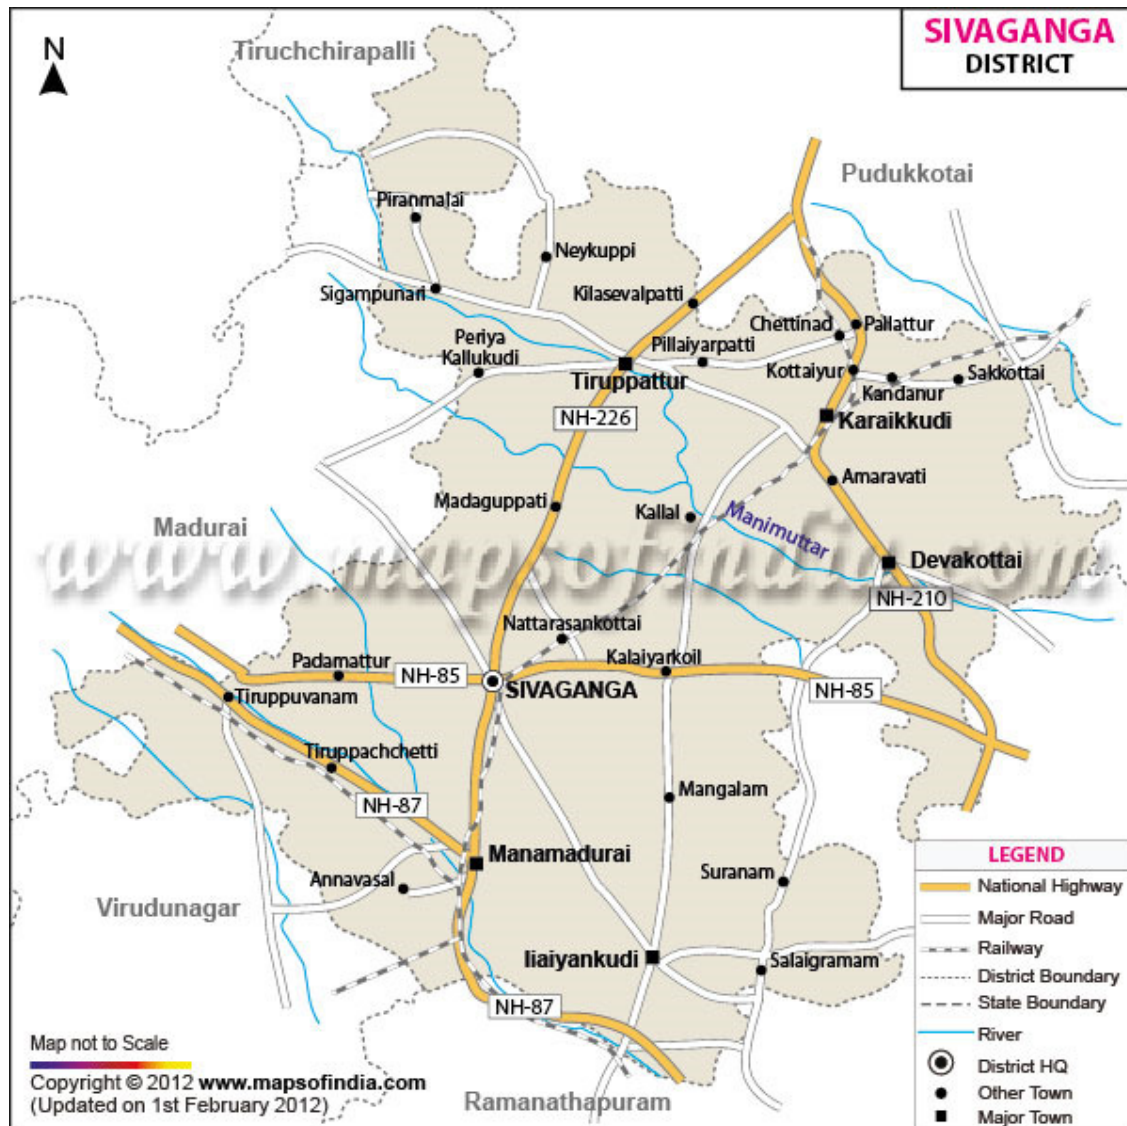 SIVAGANGA
DISTRICT
N
Tiruchchirapalli
Pudukkotai
Piranmalai
Neykuppi
Sigampunari
Kilasevalpatti
Periya
Kallukudi
Chettinad
Pallattur
Pillaiyarpatti
Tiruppattur
Kottaiyur
Kandanur
Sakkottai
NH-226
Karaikkudi
Amaravati
Madaguppati
Kallal
Manimuttar
Madurai
www.mapsofindia.com
Devakottai
NH-210
Nattarasankottai
Padamattur
NH-85
Kalaiyarkoil
SIVAGANGA
NH-85
Tiruppuvanam
Tiruppachchetti
NH-87
Mangalam
Manamadurai
Annavasal
Suranam
Virudunagar
Iiaiyankudi
Salaigramam
NH-87
Ramanathapuram
LEGEND
National Highway
Major Road
Railway
District Boundary
State Boundary
River
District HQ
Other Town
Major Town
Map not to Scale
Copyright © 2012 www.mapsofindia.com
(Updated on 1st February 2012)